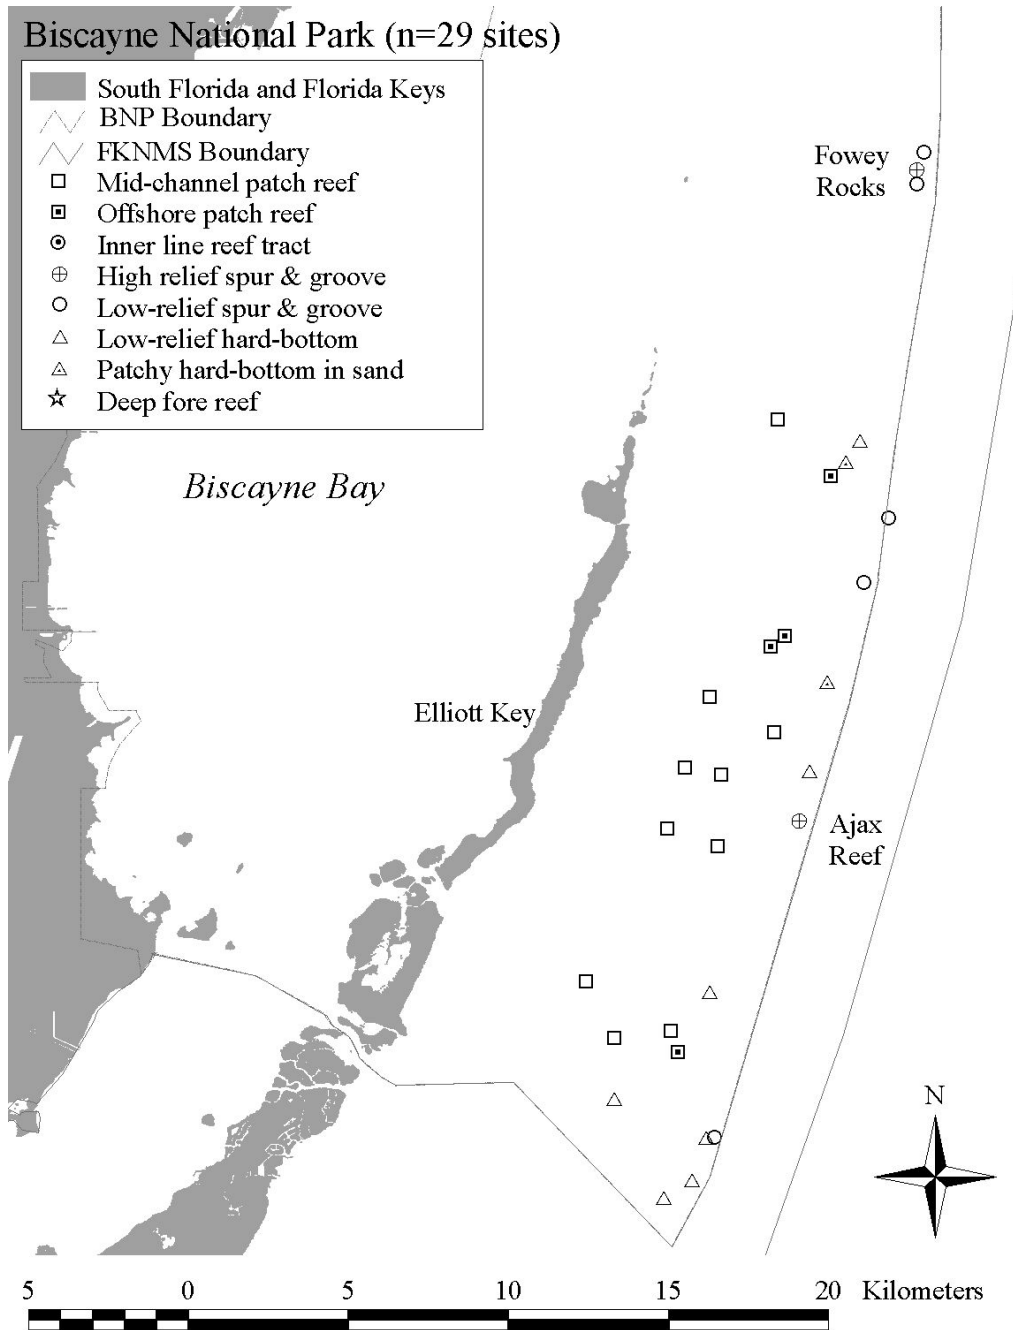 Biscayne National Park (n=29 sites)
South Florida and Florida Keys
BNP Boundary
FKNMS Boundary
Mid-channel patch reef
Offshore patch reef
Inner line reef tract
High relief spur & groove
Low-relief spur & groove
Low-relief hard-bottom
Patchy hard-bottom in sand
Deep fore reef
Fowey
Rocks
Biscayne Bay
Elliott Key
Ajax
Reef
N
5 0 5 10 15 20 Kilometers